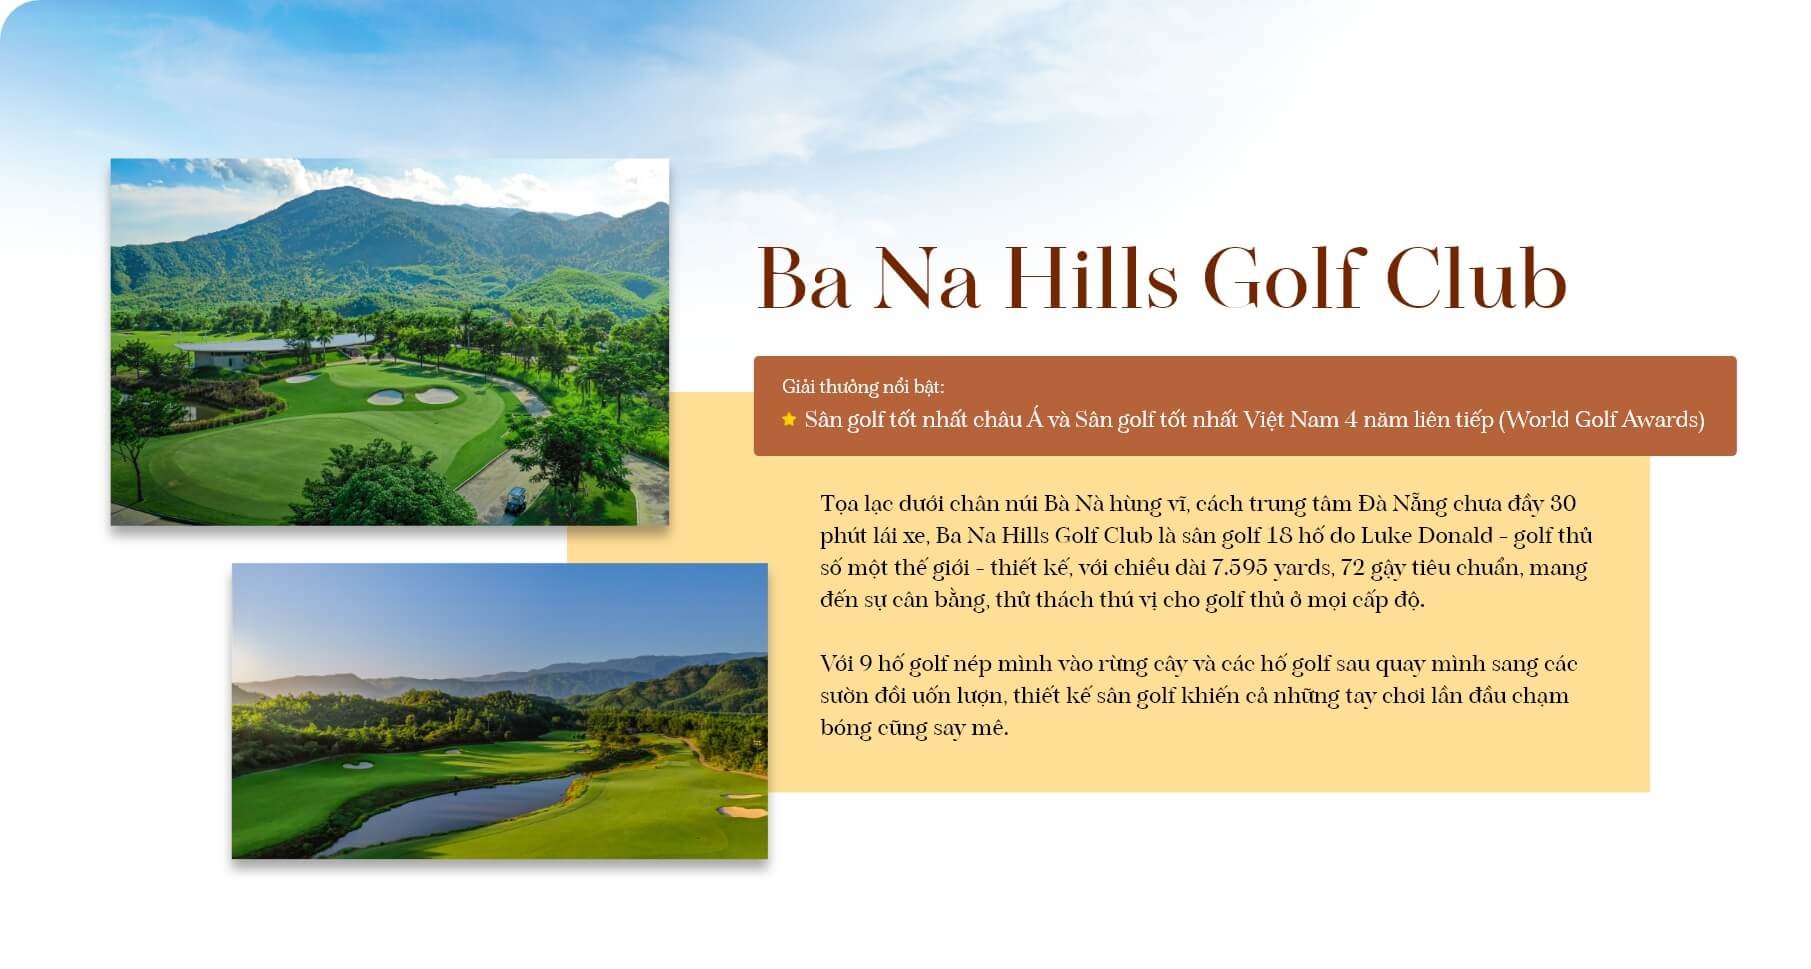 Ba Na Hills Golf Club
Giải thưởng nổi bật:
Sân golf tốt nhất châu Á và Sân golf tốt nhất Việt Nam 4 năm liên tiếp (World Golf Awards)
Tọa lạc dưới chân núi Bà Nà hùng vĩ, cách trung tâm Đà Nẵng chưa đầy 30
phút lái xe, Ba Na Hills Golf Club là sân golf 18 hố do Luke Donald - golf thủ
số một thế giới - thiết kế, với chiều dài 7.595 yards, 72 gậy tiêu chuẩn, mang
đến sự cân bằng, thử thách thú vị cho golf thủ ở mọi cấp độ.
Với 9 hố golf nép mình vào rừng cây và các hố golf sau quay mình sang các
sườn đồi uốn lượn, thiết kế sân golf khiến cả những tay chơi lần đầu chạm
bóng cũng say mê.